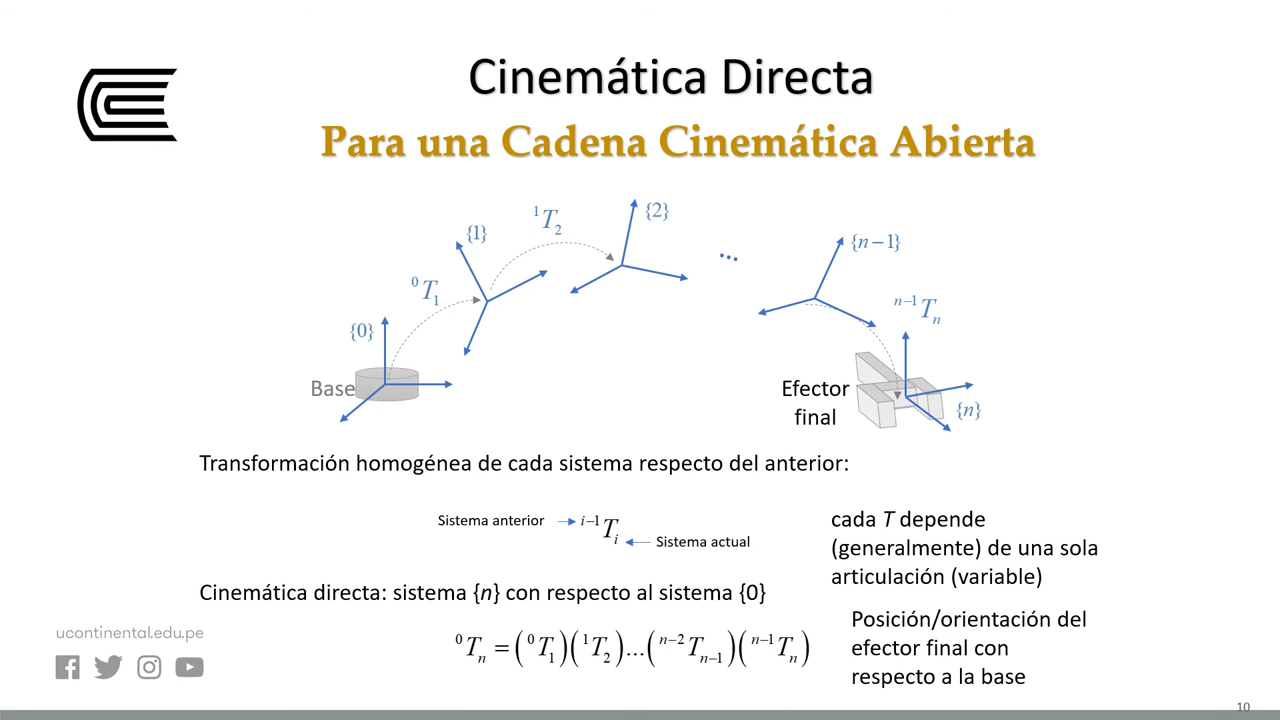 Cinemática Directa
Para una Cadena Cinemática Abierta
{0}
⁰T₁
{1}
¹T₂
{2}
...
{n−1}
ⁿ⁻¹Tₙ
{n}
Base
Efector
final
Transformación homogénea de cada sistema respecto del anterior:
Sistema anterior → ⁱ⁻¹Tᵢ ← Sistema actual
cada T depende
(generalmente) de una sola
articulación (variable)
Cinemática directa: sistema {n} con respecto al sistema {0}
⁰Tₙ = (⁰T₁)(¹T₂)...(ⁿ⁻²Tₙ₋₁)(ⁿ⁻¹Tₙ)
Posición/orientación del
efector final con
respecto a la base
ucontinental.edu.pe
10